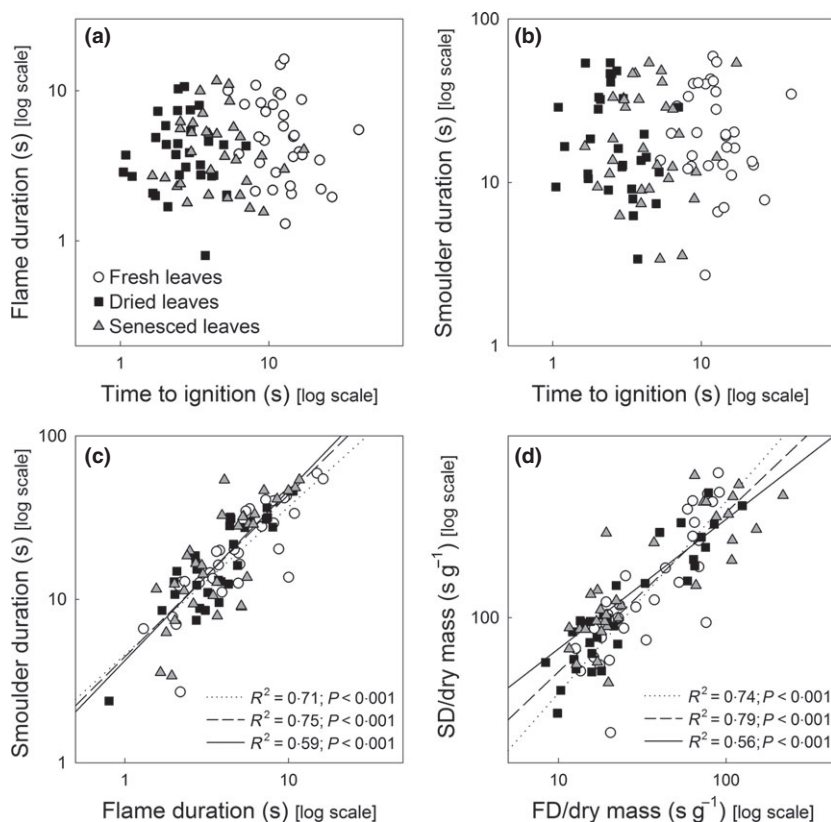 (a)
Flame duration (s) [log scale]
10
1
Fresh leaves
Dried leaves
Senesced leaves
1
10
Time to ignition (s) [log scale]
(b)
Smoulder duration (s) [log scale]
100
10
1
1
10
Time to ignition (s) [log scale]
(c)
Smoulder duration (s) [log scale]
100
10
1
R² = 0·71; P < 0·001
R² = 0·75; P < 0·001
R² = 0·59; P < 0·001
1
10
Flame duration (s) [log scale]
(d)
SD/dry mass (s g⁻¹) [log scale]
100
R² = 0·74; P < 0·001
R² = 0·79; P < 0·001
R² = 0·56; P < 0·001
10
100
FD/dry mass (s g⁻¹) [log scale]